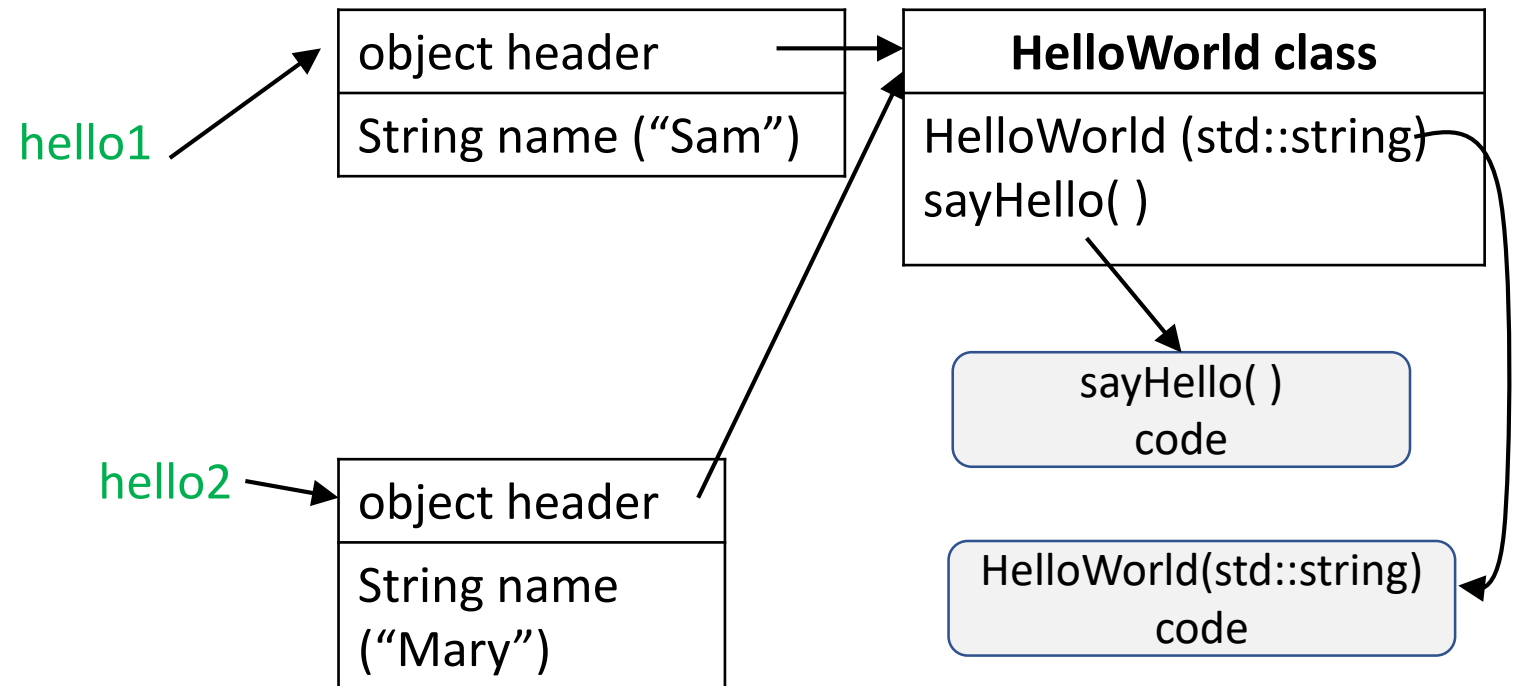 hello1
object header
String name (“Sam”)
HelloWorld class
HelloWorld (std::string)
sayHello( )
sayHello( )
code
hello2
object header
String name
(“Mary”)
HelloWorld(std::string)
code